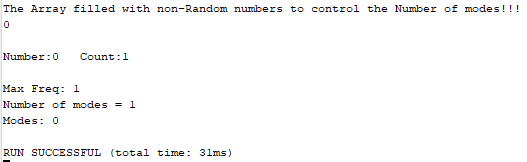 The Array filled with non-Random numbers to control the Number of modes!!!
0
Number:0   Count:1
Max Freq: 1
Number of modes = 1
Modes: 0
RUN SUCCESSFUL (total time: 31ms)